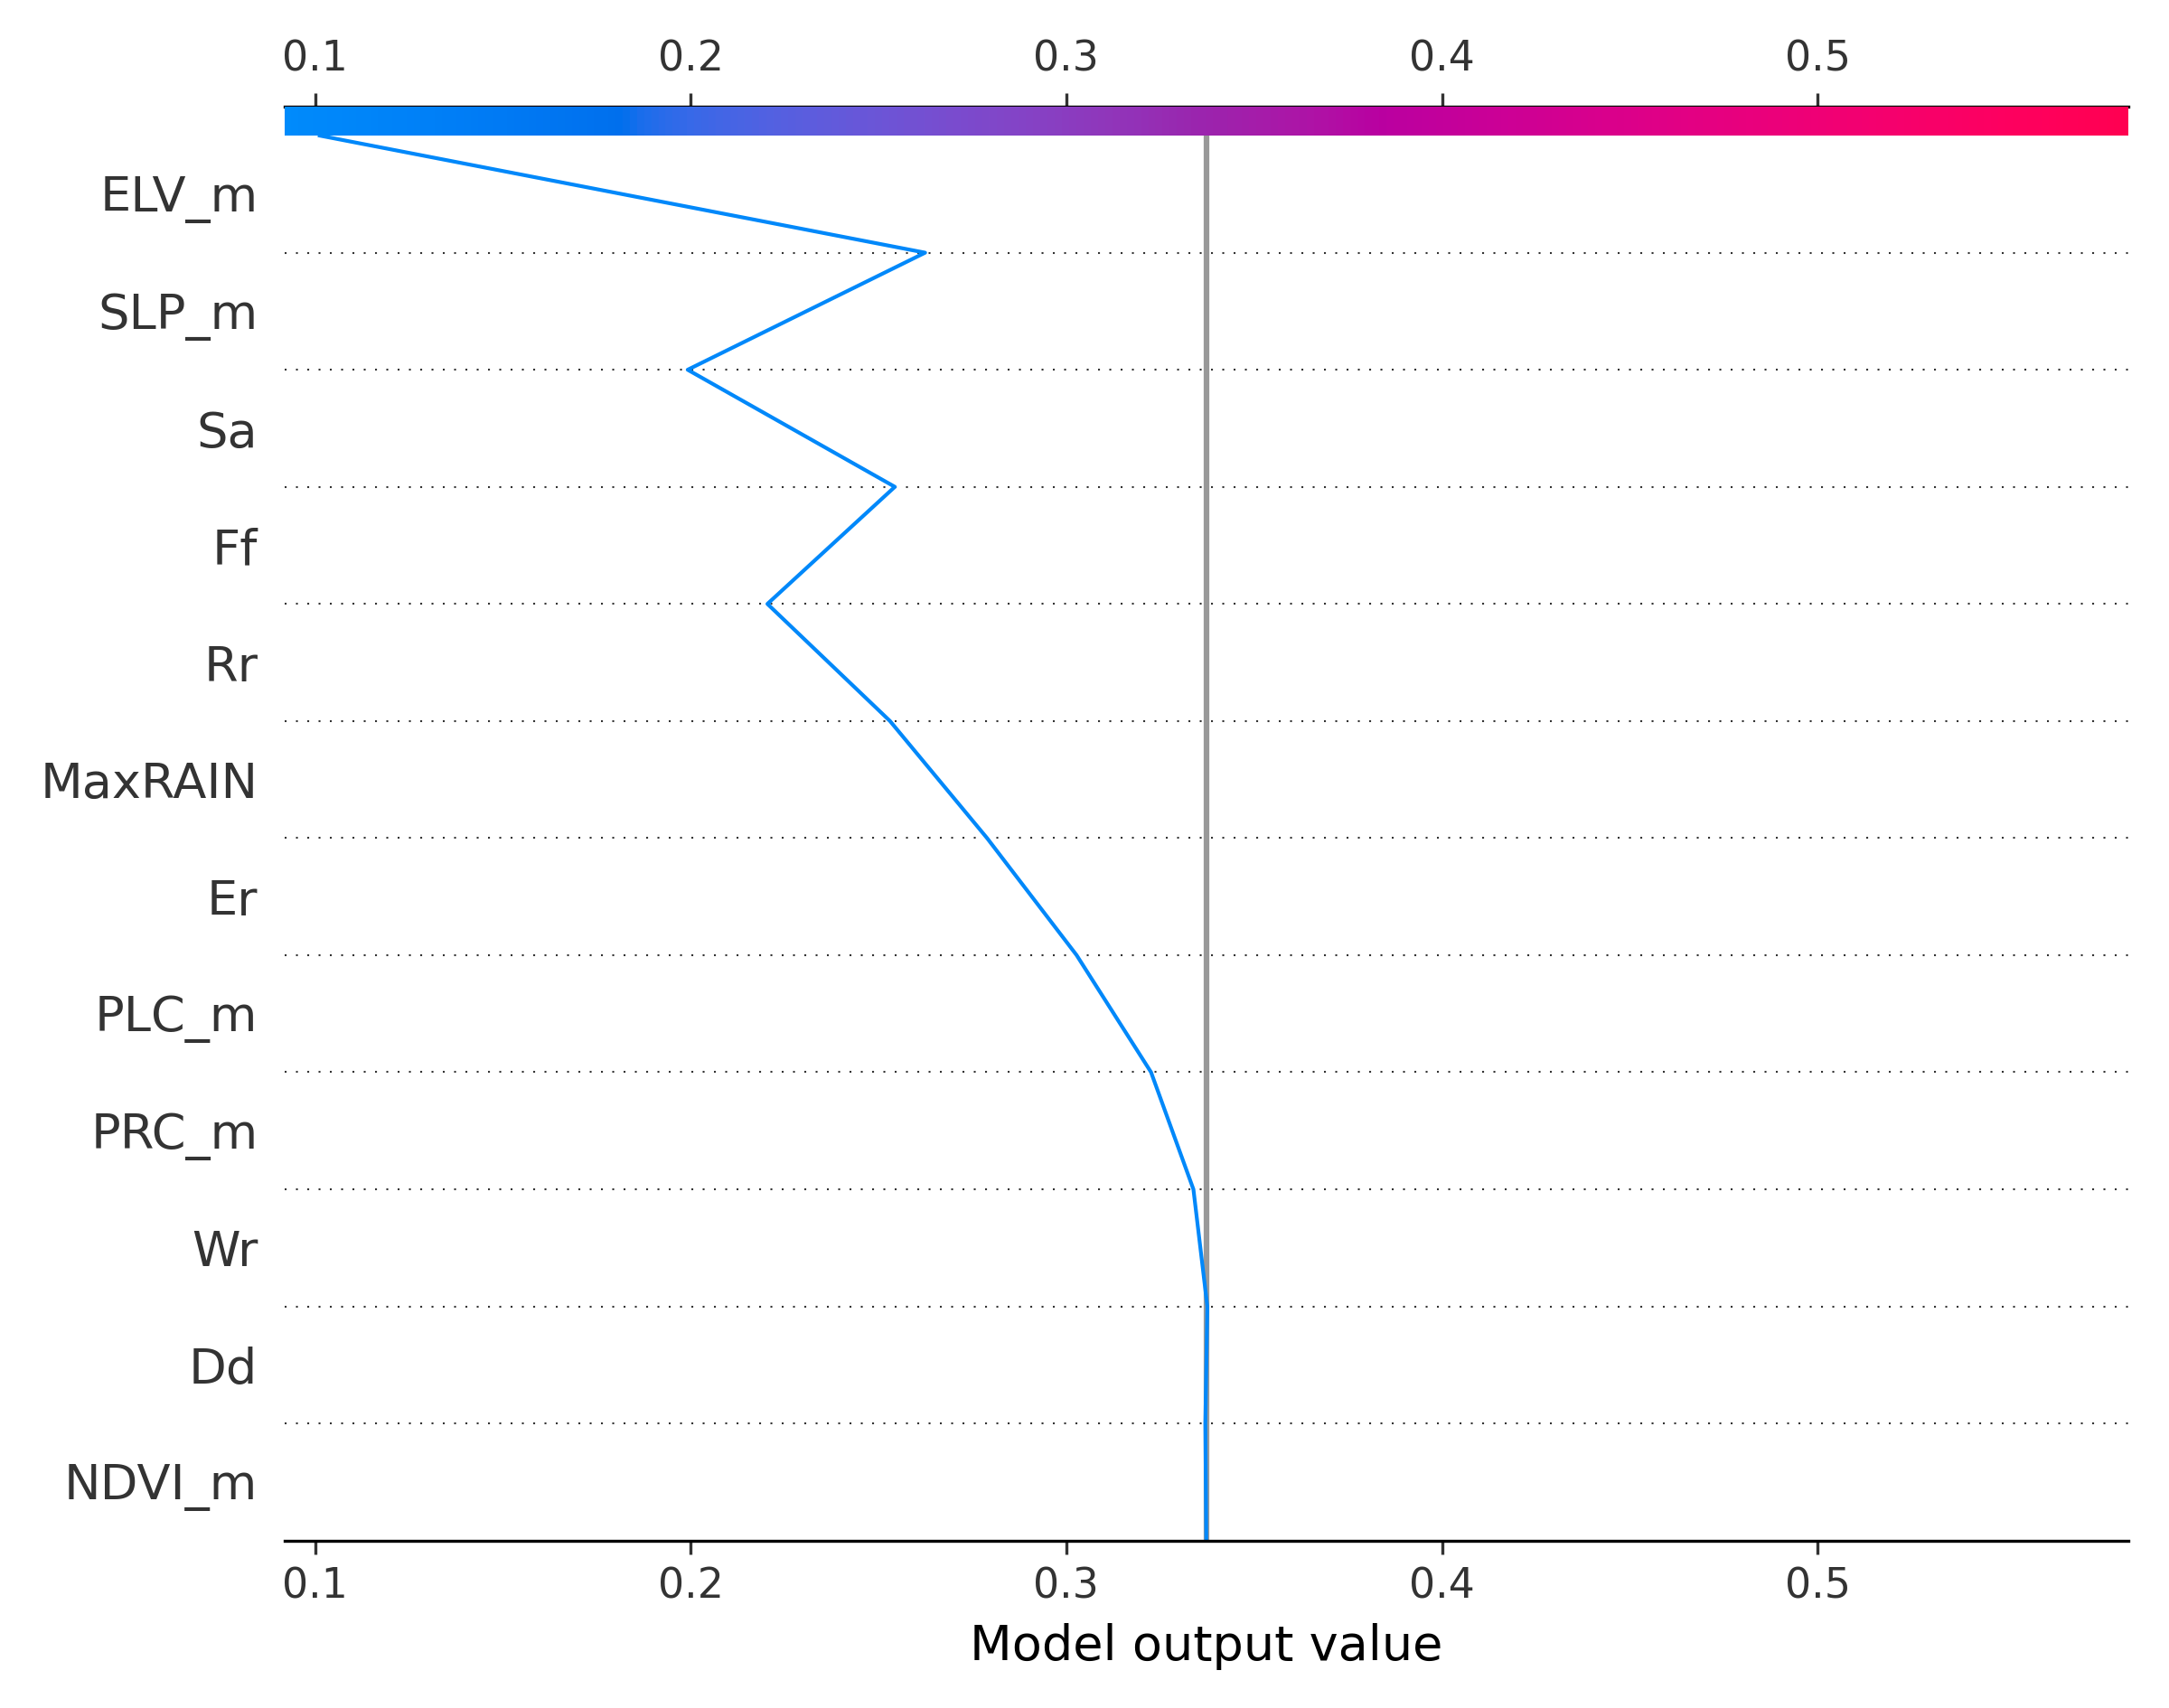 0.1 0.2 0.3 0.4 0.5
ELV_m
SLP_m
Sa
Ff
Rr
MaxRAIN
Er
PLC_m
PRC_m
Wr
Dd
NDVI_m
0.1 0.2 0.3 0.4 0.5
Model output value